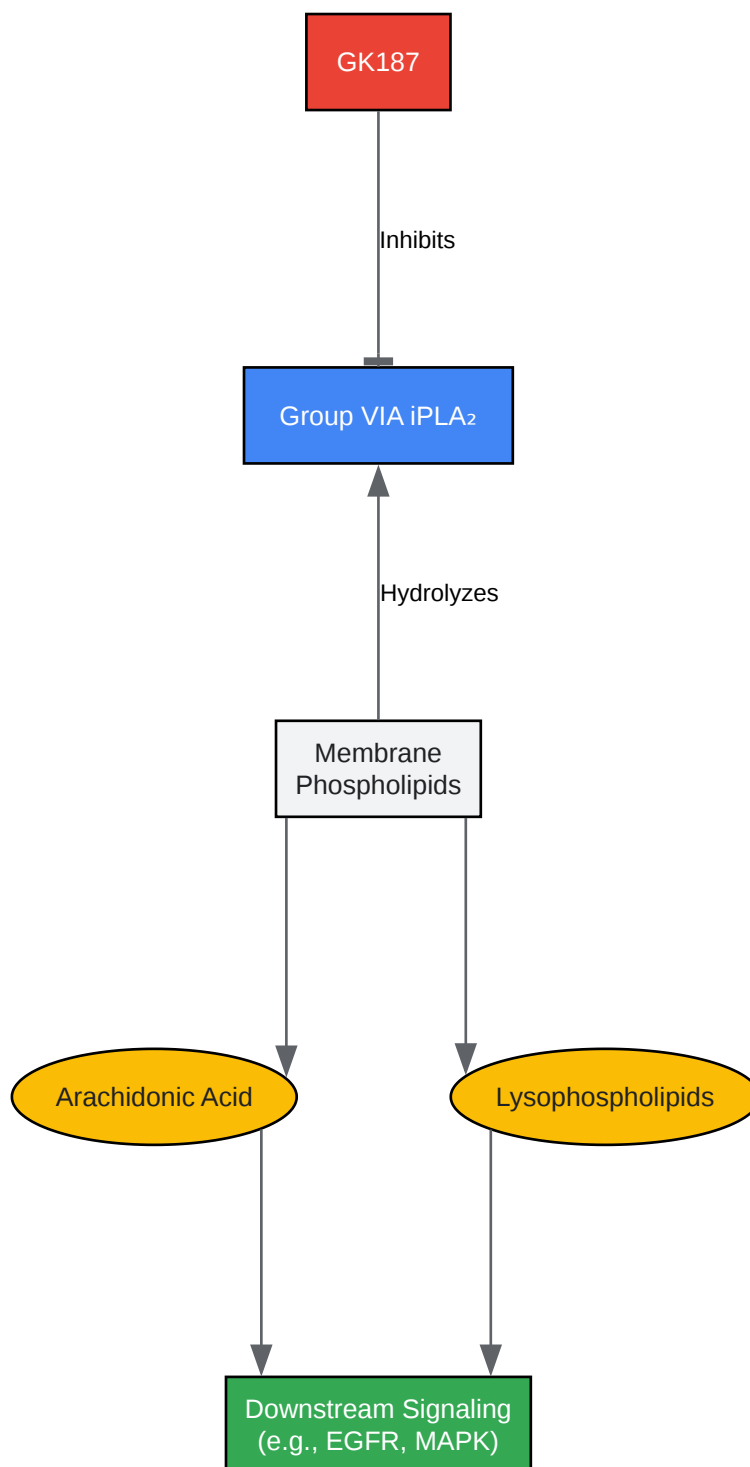 GK187
Inhibits
Group VIA iPLA₂
Hydrolyzes
Membrane
Phospholipids
Arachidonic Acid
Lysophospholipids
Downstream Signaling
(e.g., EGFR, MAPK)